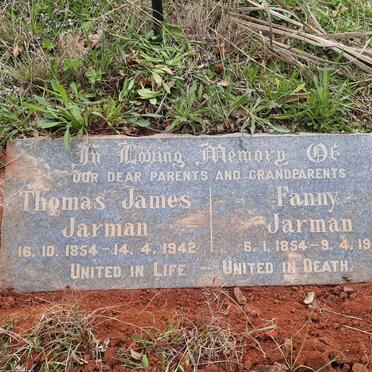 In Loving Memory Of
OUR DEAR PARENTS AND GRANDPARENTS
Thomas James
Jarman
16.10.1854-14.4.1942
Fanny
Jarman
6.1.1854-9.4.19
UNITED IN LIFE — UNITED IN DEATH.